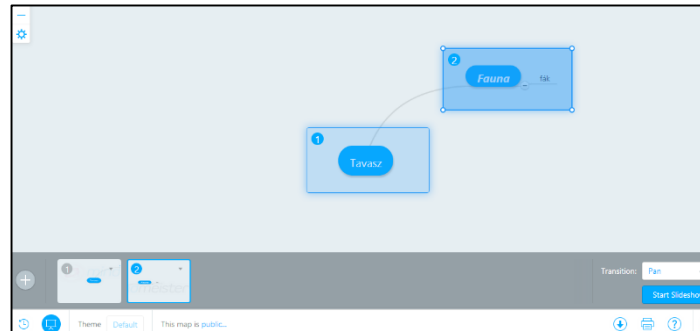 2
Fauna
fák
1
Tavasz
1
2
Transition: Pan
Start Slidesho
Theme Default This map is public...
?